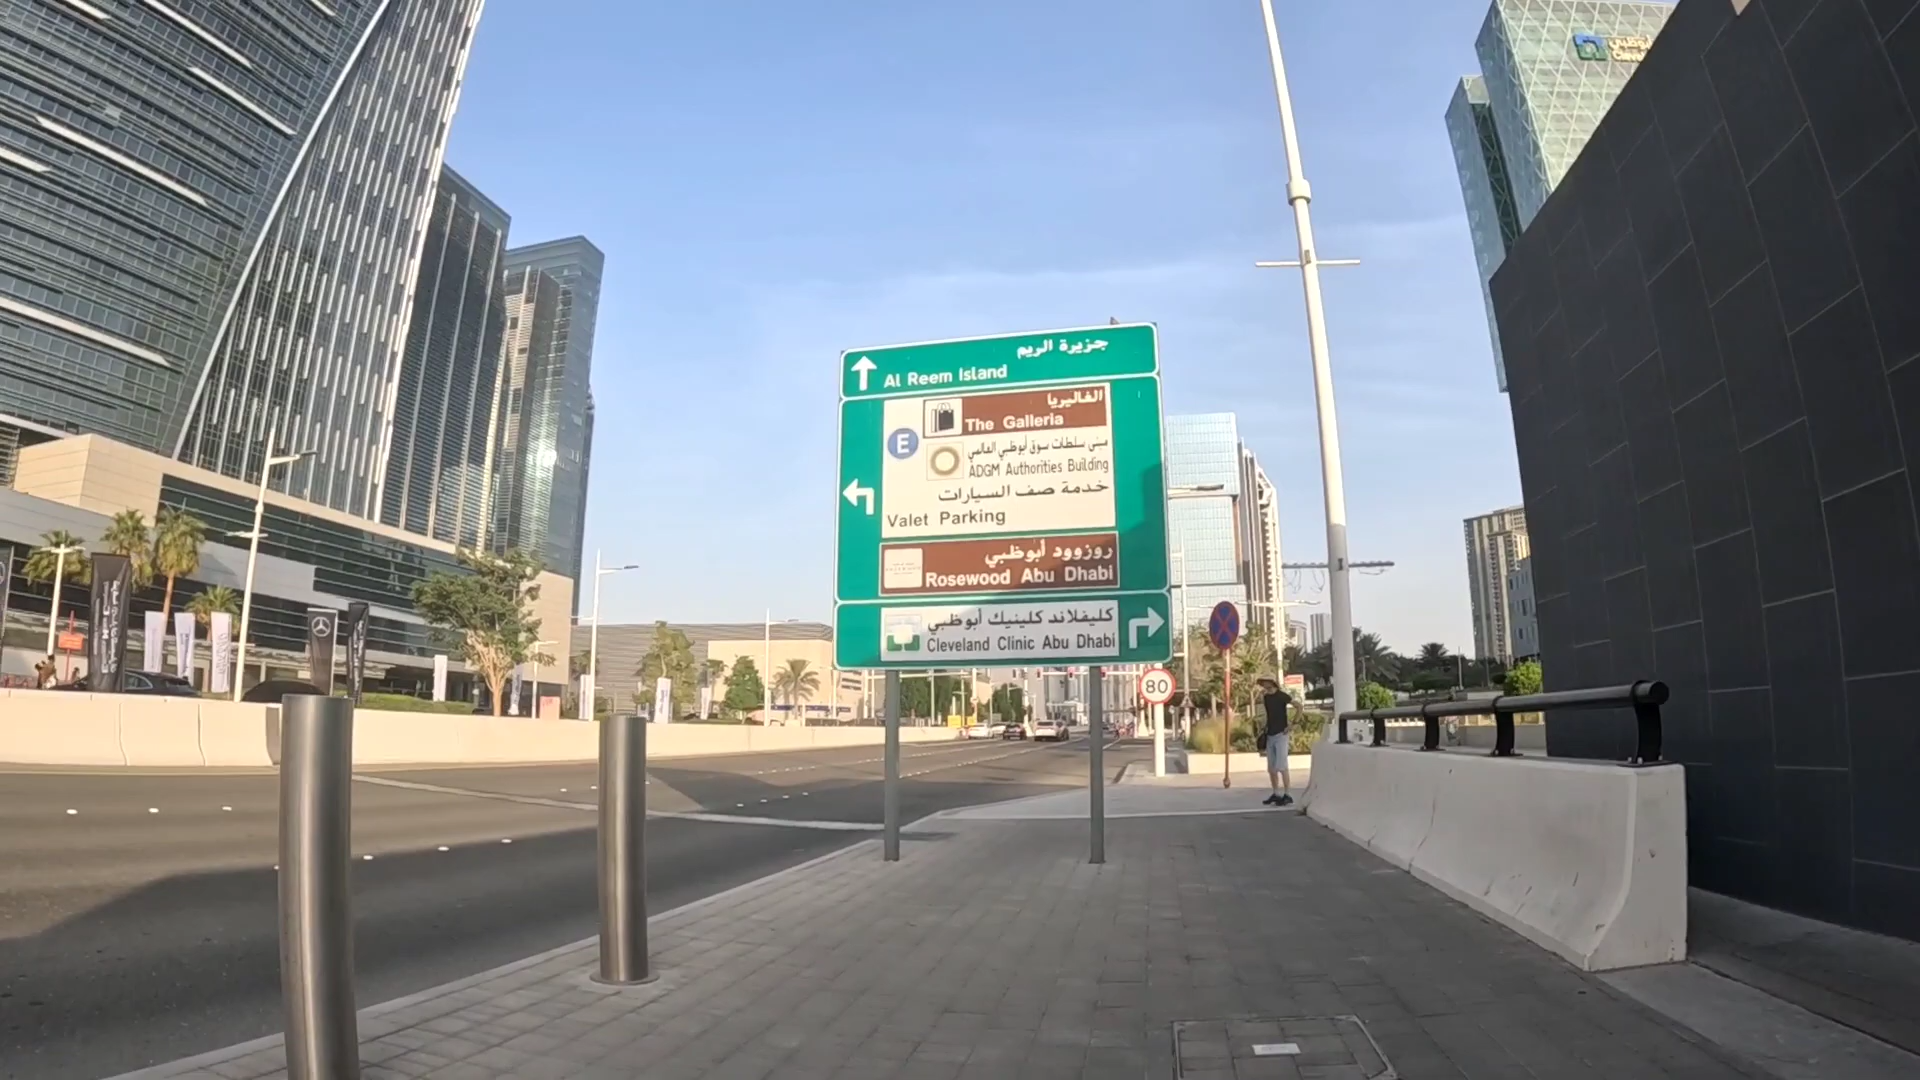 جزيرة الريم
Al Reem Island
الغاليريا
The Galleria
E
مبنى سلطات سوق أبوظبي العالمي
ADGM Authorities Building
خدمة صف السيارات
Valet Parking
روزوود أبوظبي
Rosewood Abu Dhabi
كليفلاند كلينيك أبوظبي
Cleveland Clinic Abu Dhabi
80